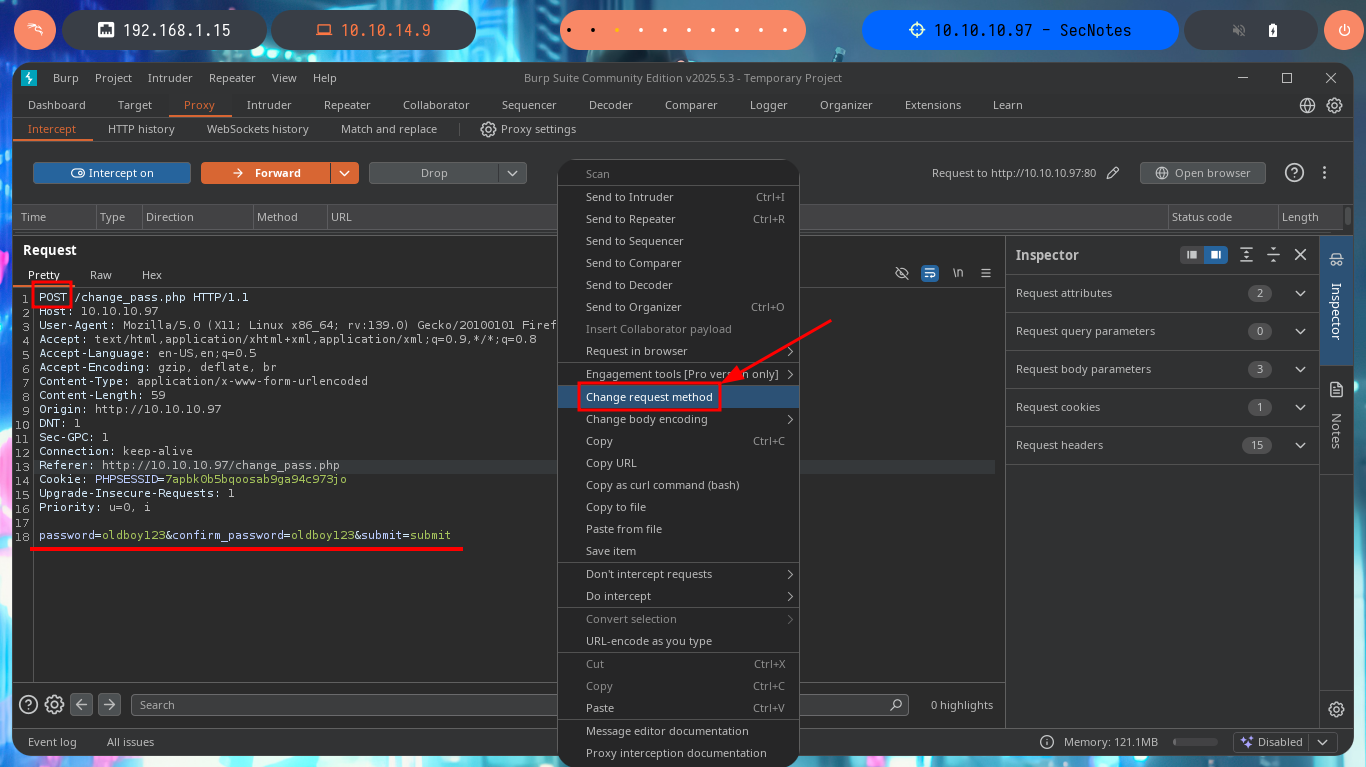 192.168.1.15
10.10.14.9
10.10.10.97 - SecNotes
Burp Project Intruder Repeater View Help
Burp Suite Community Edition v2025.5.3 - Temporary Project
Dashboard Target Proxy Intruder Repeater Collaborator Sequencer Decoder Comparer Logger Organizer Extensions Learn
Intercept HTTP history WebSockets history Match and replace Proxy settings
Intercept on Forward Drop Request to http://10.10.10.97:80 Open browser
Time Type Direction Method URL Status code Length
Request
Pretty Raw Hex \n
1 POST /change_pass.php HTTP/1.1
2 Host: 10.10.10.97
3 User-Agent: Mozilla/5.0 (X11; Linux x86_64; rv:139.0) Gecko/20100101 Firef
4 Accept: text/html,application/xhtml+xml,application/xml;q=0.9,*/*;q=0.8
5 Accept-Language: en-US,en;q=0.5
6 Accept-Encoding: gzip, deflate, br
7 Content-Type: application/x-www-form-urlencoded
8 Content-Length: 59
9 Origin: http://10.10.10.97
10 DNT: 1
11 Sec-GPC: 1
12 Connection: keep-alive
13 Referer: http://10.10.10.97/change_pass.php
14 Cookie: PHPSESSID=7apbk0b5bqoosab9ga94c973jo
15 Upgrade-Insecure-Requests: 1
16 Priority: u=0, i
17
18 password=oldboy123&confirm_password=oldboy123&submit=submit
Scan
Send to Intruder Ctrl+I
Send to Repeater Ctrl+R
Send to Sequencer
Send to Comparer
Send to Decoder
Send to Organizer Ctrl+O
Insert Collaborator payload
Request in browser
Engagement tools [Pro version only]
Change request method
Change body encoding
Copy Ctrl+C
Copy URL
Copy as curl command (bash)
Copy to file
Paste from file
Save item
Don't intercept requests
Do intercept
Convert selection
URL-encode as you type
Cut Ctrl+X
Copy Ctrl+C
Paste Ctrl+V
Message editor documentation
Proxy interception documentation
Inspector
Request attributes 2
Request query parameters 0
Request body parameters 3
Request cookies 1
Request headers 15
Inspector
Notes
Search
0 highlights
Event log All issues
Memory: 121.1MB
Disabled